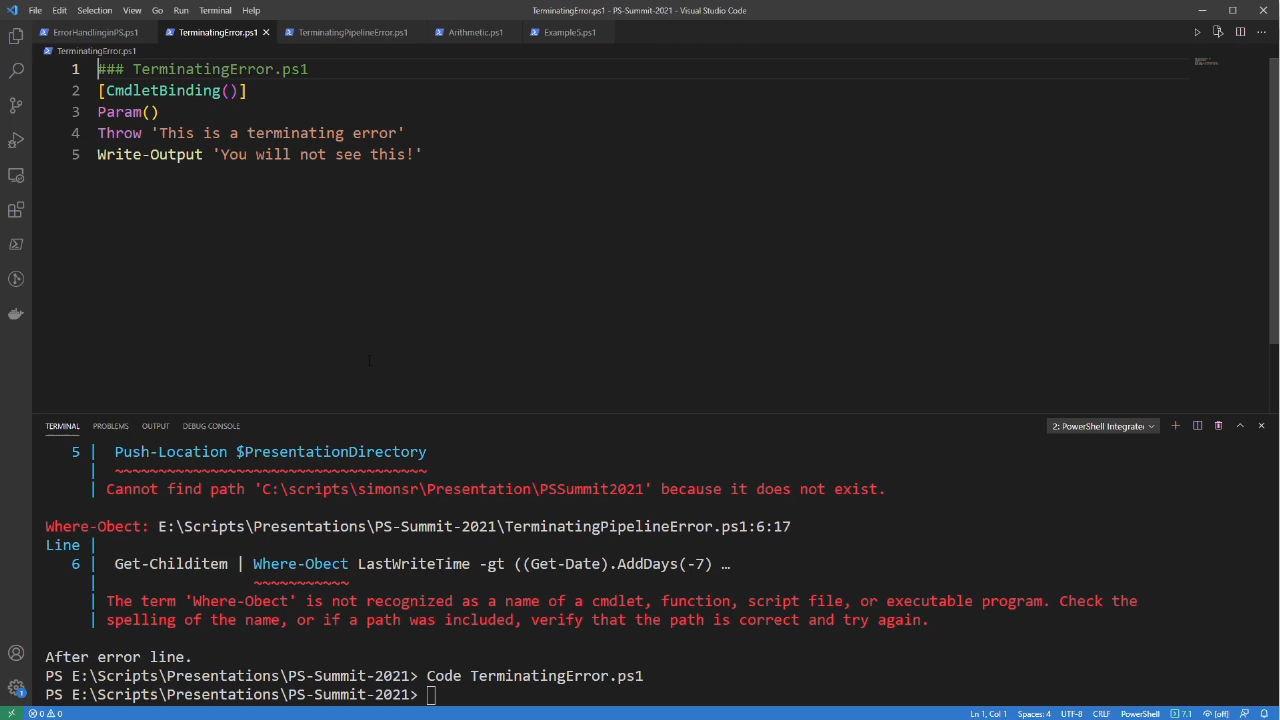 File Edit Selection View Go Run Terminal Help
TerminatingError.ps1 - PS-Summit-2021 - Visual Studio Code
ErrorHandlinginPS.ps1 TerminatingError.ps1 TerminatingPipelineError.ps1 Arithmetic.ps1 Example5.ps1
TerminatingError.ps1
1 ### TerminatingError.ps1
2 [CmdletBinding()]
3 Param()
4 Throw 'This is a terminating error'
5 Write-Output 'You will not see this!'
TERMINAL PROBLEMS OUTPUT DEBUG CONSOLE 2: PowerShell Integrate
5 | Push-Location $PresentationDirectory
| ~~~~~~~~~~~~~~~~~~~~~~~~~~~~~~~~~~~~
| Cannot find path 'C:\scripts\simonsr\Presentation\PSSummit2021' because it does not exist.
Where-Obect: E:\Scripts\Presentations\PS-Summit-2021\TerminatingPipelineError.ps1:6:17
Line |
6 | Get-Childitem | Where-Obect LastWriteTime -gt ((Get-Date).AddDays(-7) …
| ~~~~~~~~~~~
| The term 'Where-Obect' is not recognized as a name of a cmdlet, function, script file, or executable program. Check the
| spelling of the name, or if a path was included, verify that the path is correct and try again.
After error line.
PS E:\Scripts\Presentations\PS-Summit-2021> Code TerminatingError.ps1
PS E:\Scripts\Presentations\PS-Summit-2021>
0 0 Ln 1, Col 1 Spaces: 4 UTF-8 CRLF PowerShell 7.1 [off]